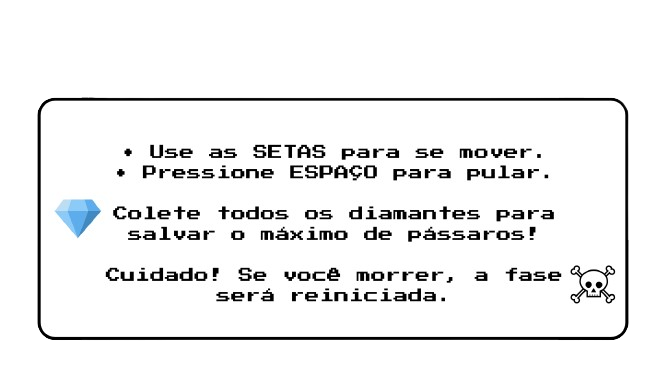 • Use as SETAS para se mover.
• Pressione ESPAÇO para pular.
Colete todos os diamantes para
salvar o máximo de pássaros!
Cuidado! Se você morrer, a fase
será reiniciada.